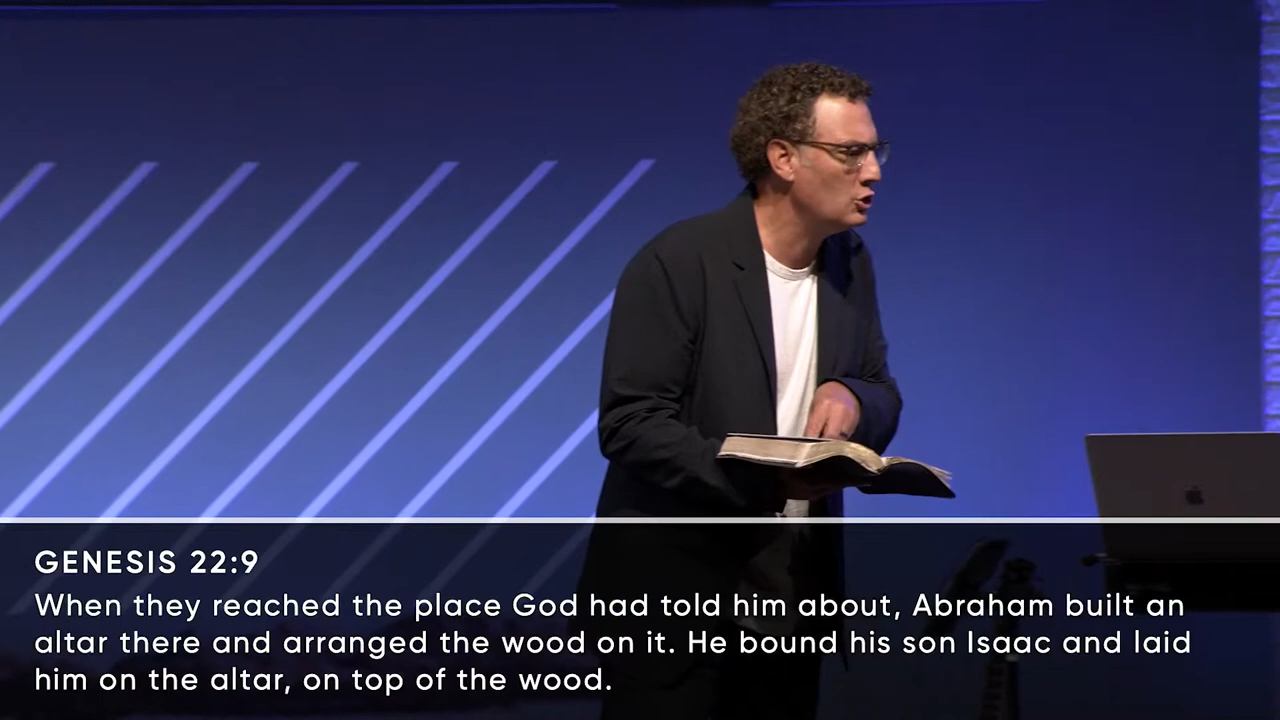 GENESIS 22:9
When they reached the place God had told him about, Abraham built an
altar there and arranged the wood on it. He bound his son Isaac and laid
him on the altar, on top of the wood.